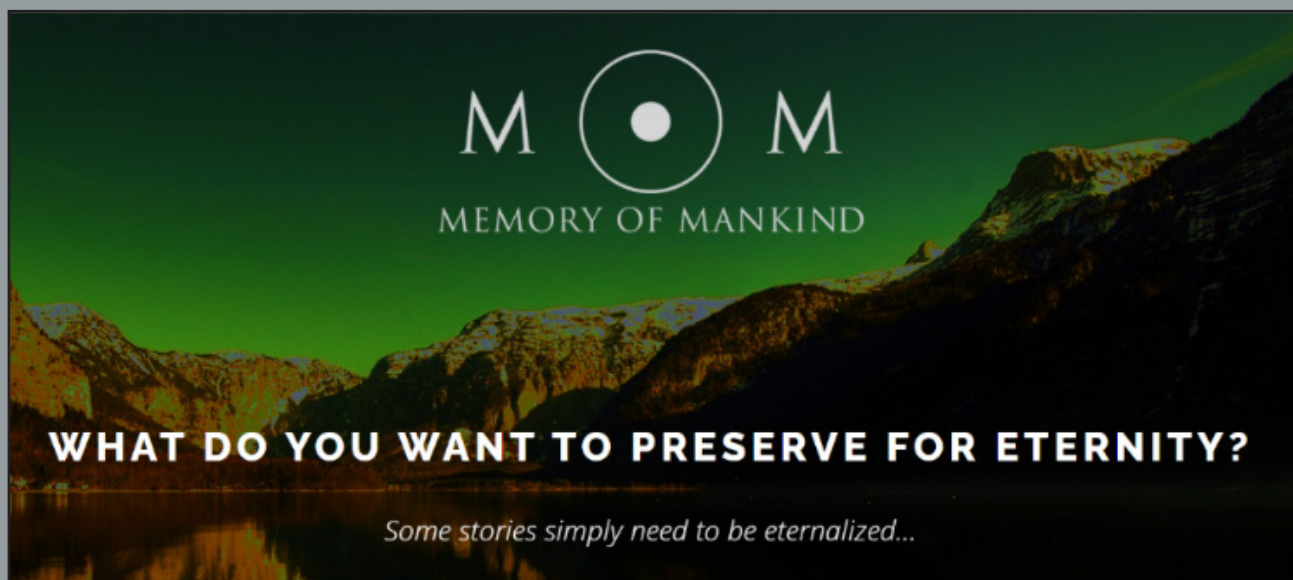 M O M
MEMORY OF MANKIND
WHAT DO YOU WANT TO PRESERVE FOR ETERNITY?
Some stories simply need to be eternalized...